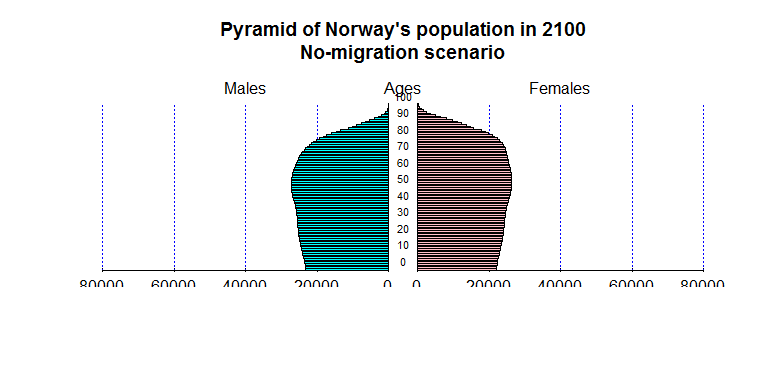 Pyramid of Norway's population in 2100
No-migration scenario
Males Ages Females
100
90
80
70
60
50
40
30
20
10
0
80000 60000 40000 20000 0 0 20000 40000 60000 80000